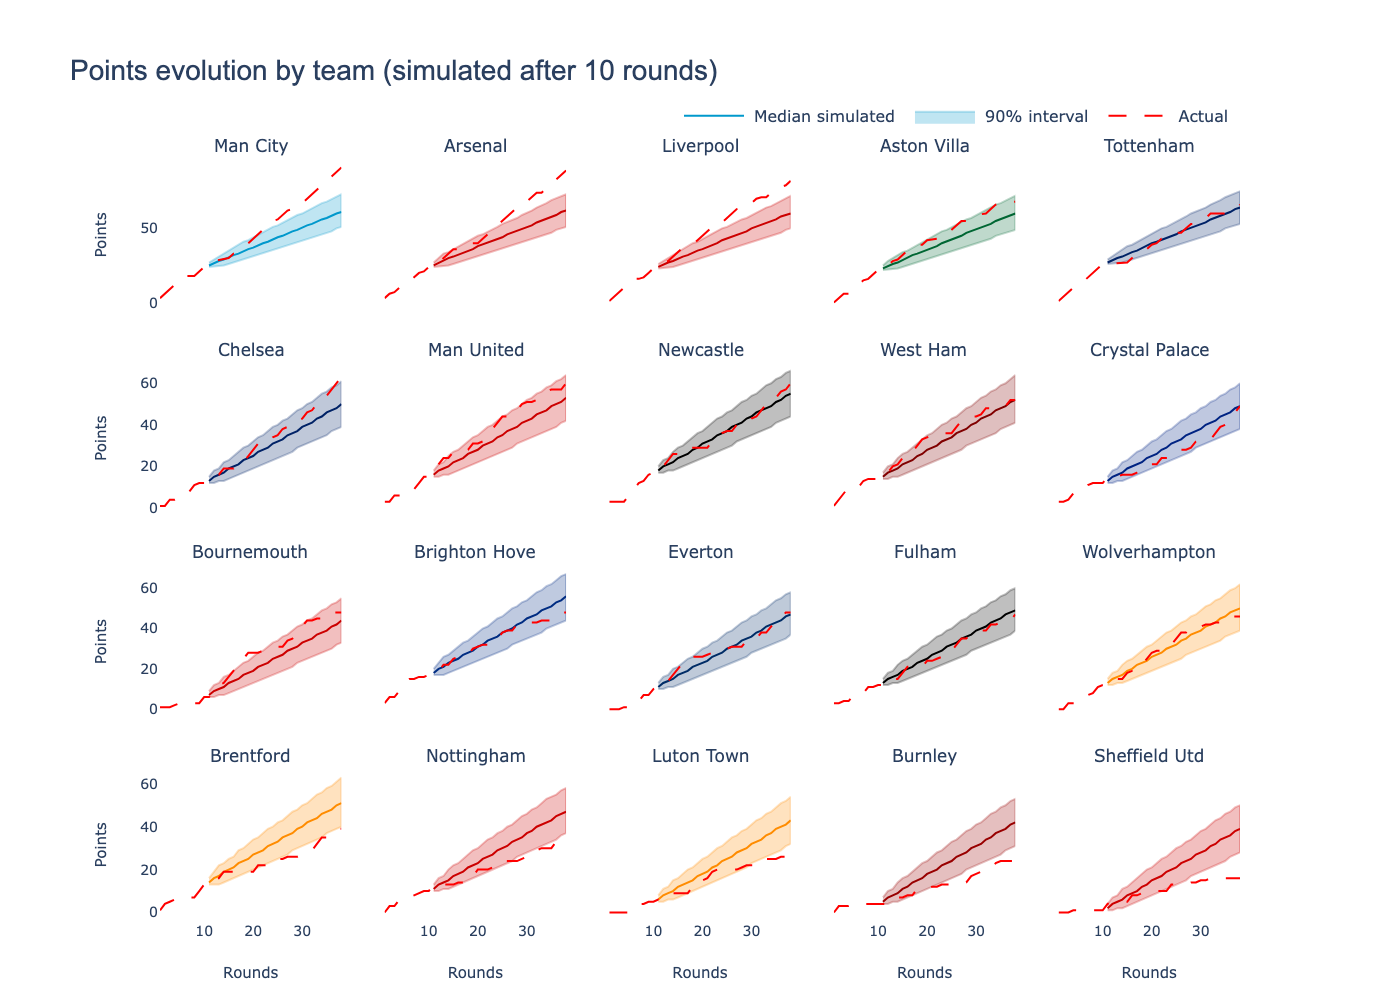 Points evolution by team (simulated after 10 rounds)
Median simulated 90% interval Actual
Man City Arsenal Liverpool Aston Villa Tottenham
Points
50
0
Chelsea Man United Newcastle West Ham Crystal Palace
Points
60
40
20
0
Bournemouth Brighton Hove Everton Fulham Wolverhampton
Points
60
40
20
0
Brentford Nottingham Luton Town Burnley Sheffield Utd
Points
60
40
20
0
10 20 30 10 20 30 10 20 30 10 20 30 10 20 30
Rounds Rounds Rounds Rounds Rounds